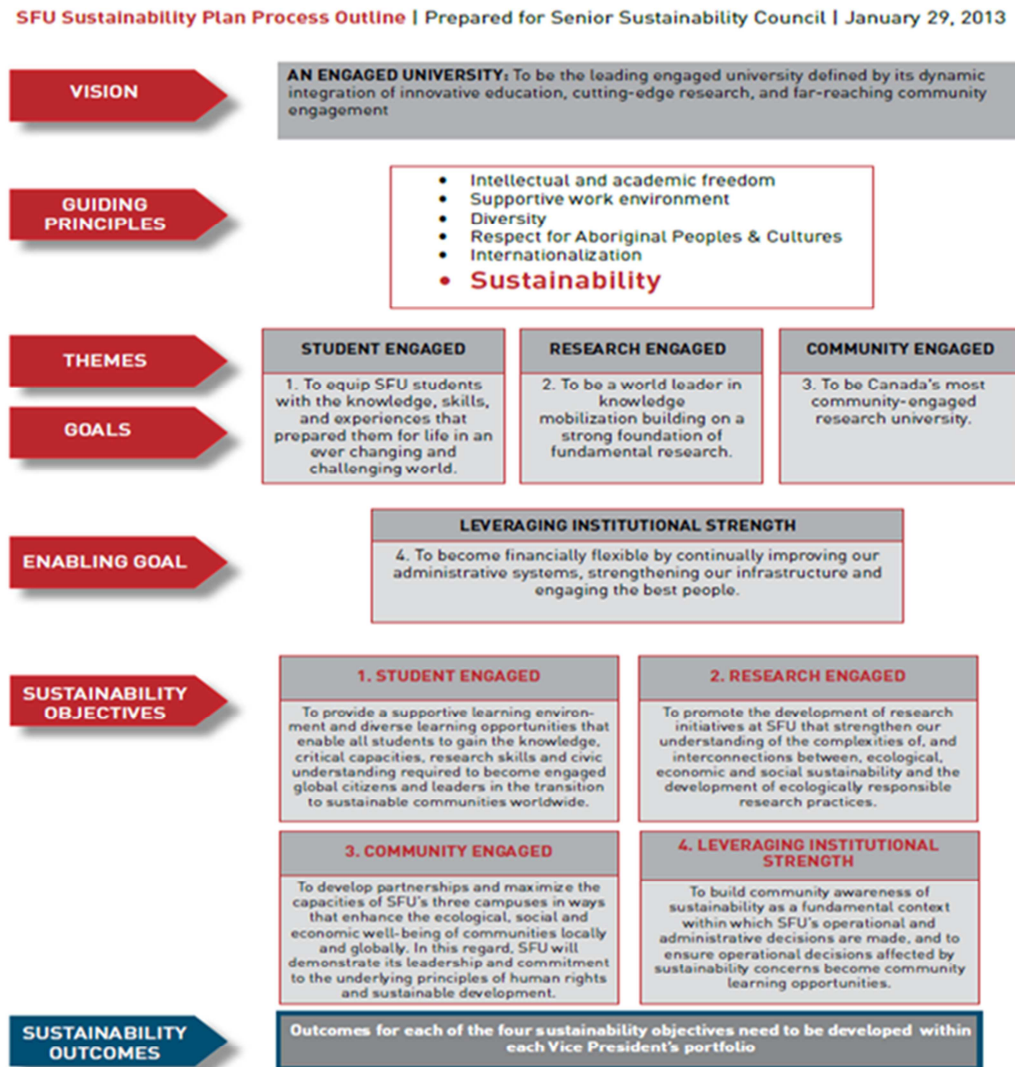 SFU Sustainability Plan Process Outline | Prepared for Senior Sustainability Council | January 29, 2013
VISION
AN ENGAGED UNIVERSITY: To be the leading engaged university defined by its dynamic
integration of innovative education, cutting-edge research, and far-reaching community
engagement
GUIDING
PRINCIPLES
• Intellectual and academic freedom
• Supportive work environment
• Diversity
• Respect for Aboriginal Peoples & Cultures
• Internationalization
• Sustainability
THEMES
GOALS
STUDENT ENGAGED
1. To equip SFU students
with the knowledge, skills,
and experiences that
prepared them for life in an
ever changing and
challenging world.
RESEARCH ENGAGED
2. To be a world leader in
knowledge
mobilization building on a
strong foundation of
fundamental research.
COMMUNITY ENGAGED
3. To be Canada's most
community-engaged
research university.
ENABLING GOAL
LEVERAGING INSTITUTIONAL STRENGTH
4. To become financially flexible by continually improving our
administrative systems, strengthening our infrastructure and
engaging the best people.
SUSTAINABILITY
OBJECTIVES
1. STUDENT ENGAGED
To provide a supportive learning environ-
ment and diverse learning opportunities that
enable all students to gain the knowledge,
critical capacities, research skills and civic
understanding required to become engaged
global citizens and leaders in the transition
to sustainable communities worldwide.
2. RESEARCH ENGAGED
To promote the development of research
initiatives at SFU that strengthen our
understanding of the complexities of, and
interconnections between, ecological,
economic and social sustainability and the
development of ecologically responsible
research practices.
3. COMMUNITY ENGAGED
To develop partnerships and maximize the
capacities of SFU's three campuses in ways
that enhance the ecological, social and
economic well-being of communities locally
and globally. In this regard, SFU will
demonstrate its leadership and commitment
to the underlying principles of human rights
and sustainable development.
4. LEVERAGING INSTITUTIONAL
STRENGTH
To build community awareness of
sustainability as a fundamental context
within which SFU's operational and
administrative decisions are made, and to
ensure operational decisions affected by
sustainability concerns become community
learning opportunities.
SUSTAINABILITY
OUTCOMES
Outcomes for each of the four sustainability objectives need to be developed within
each Vice President's portfolio